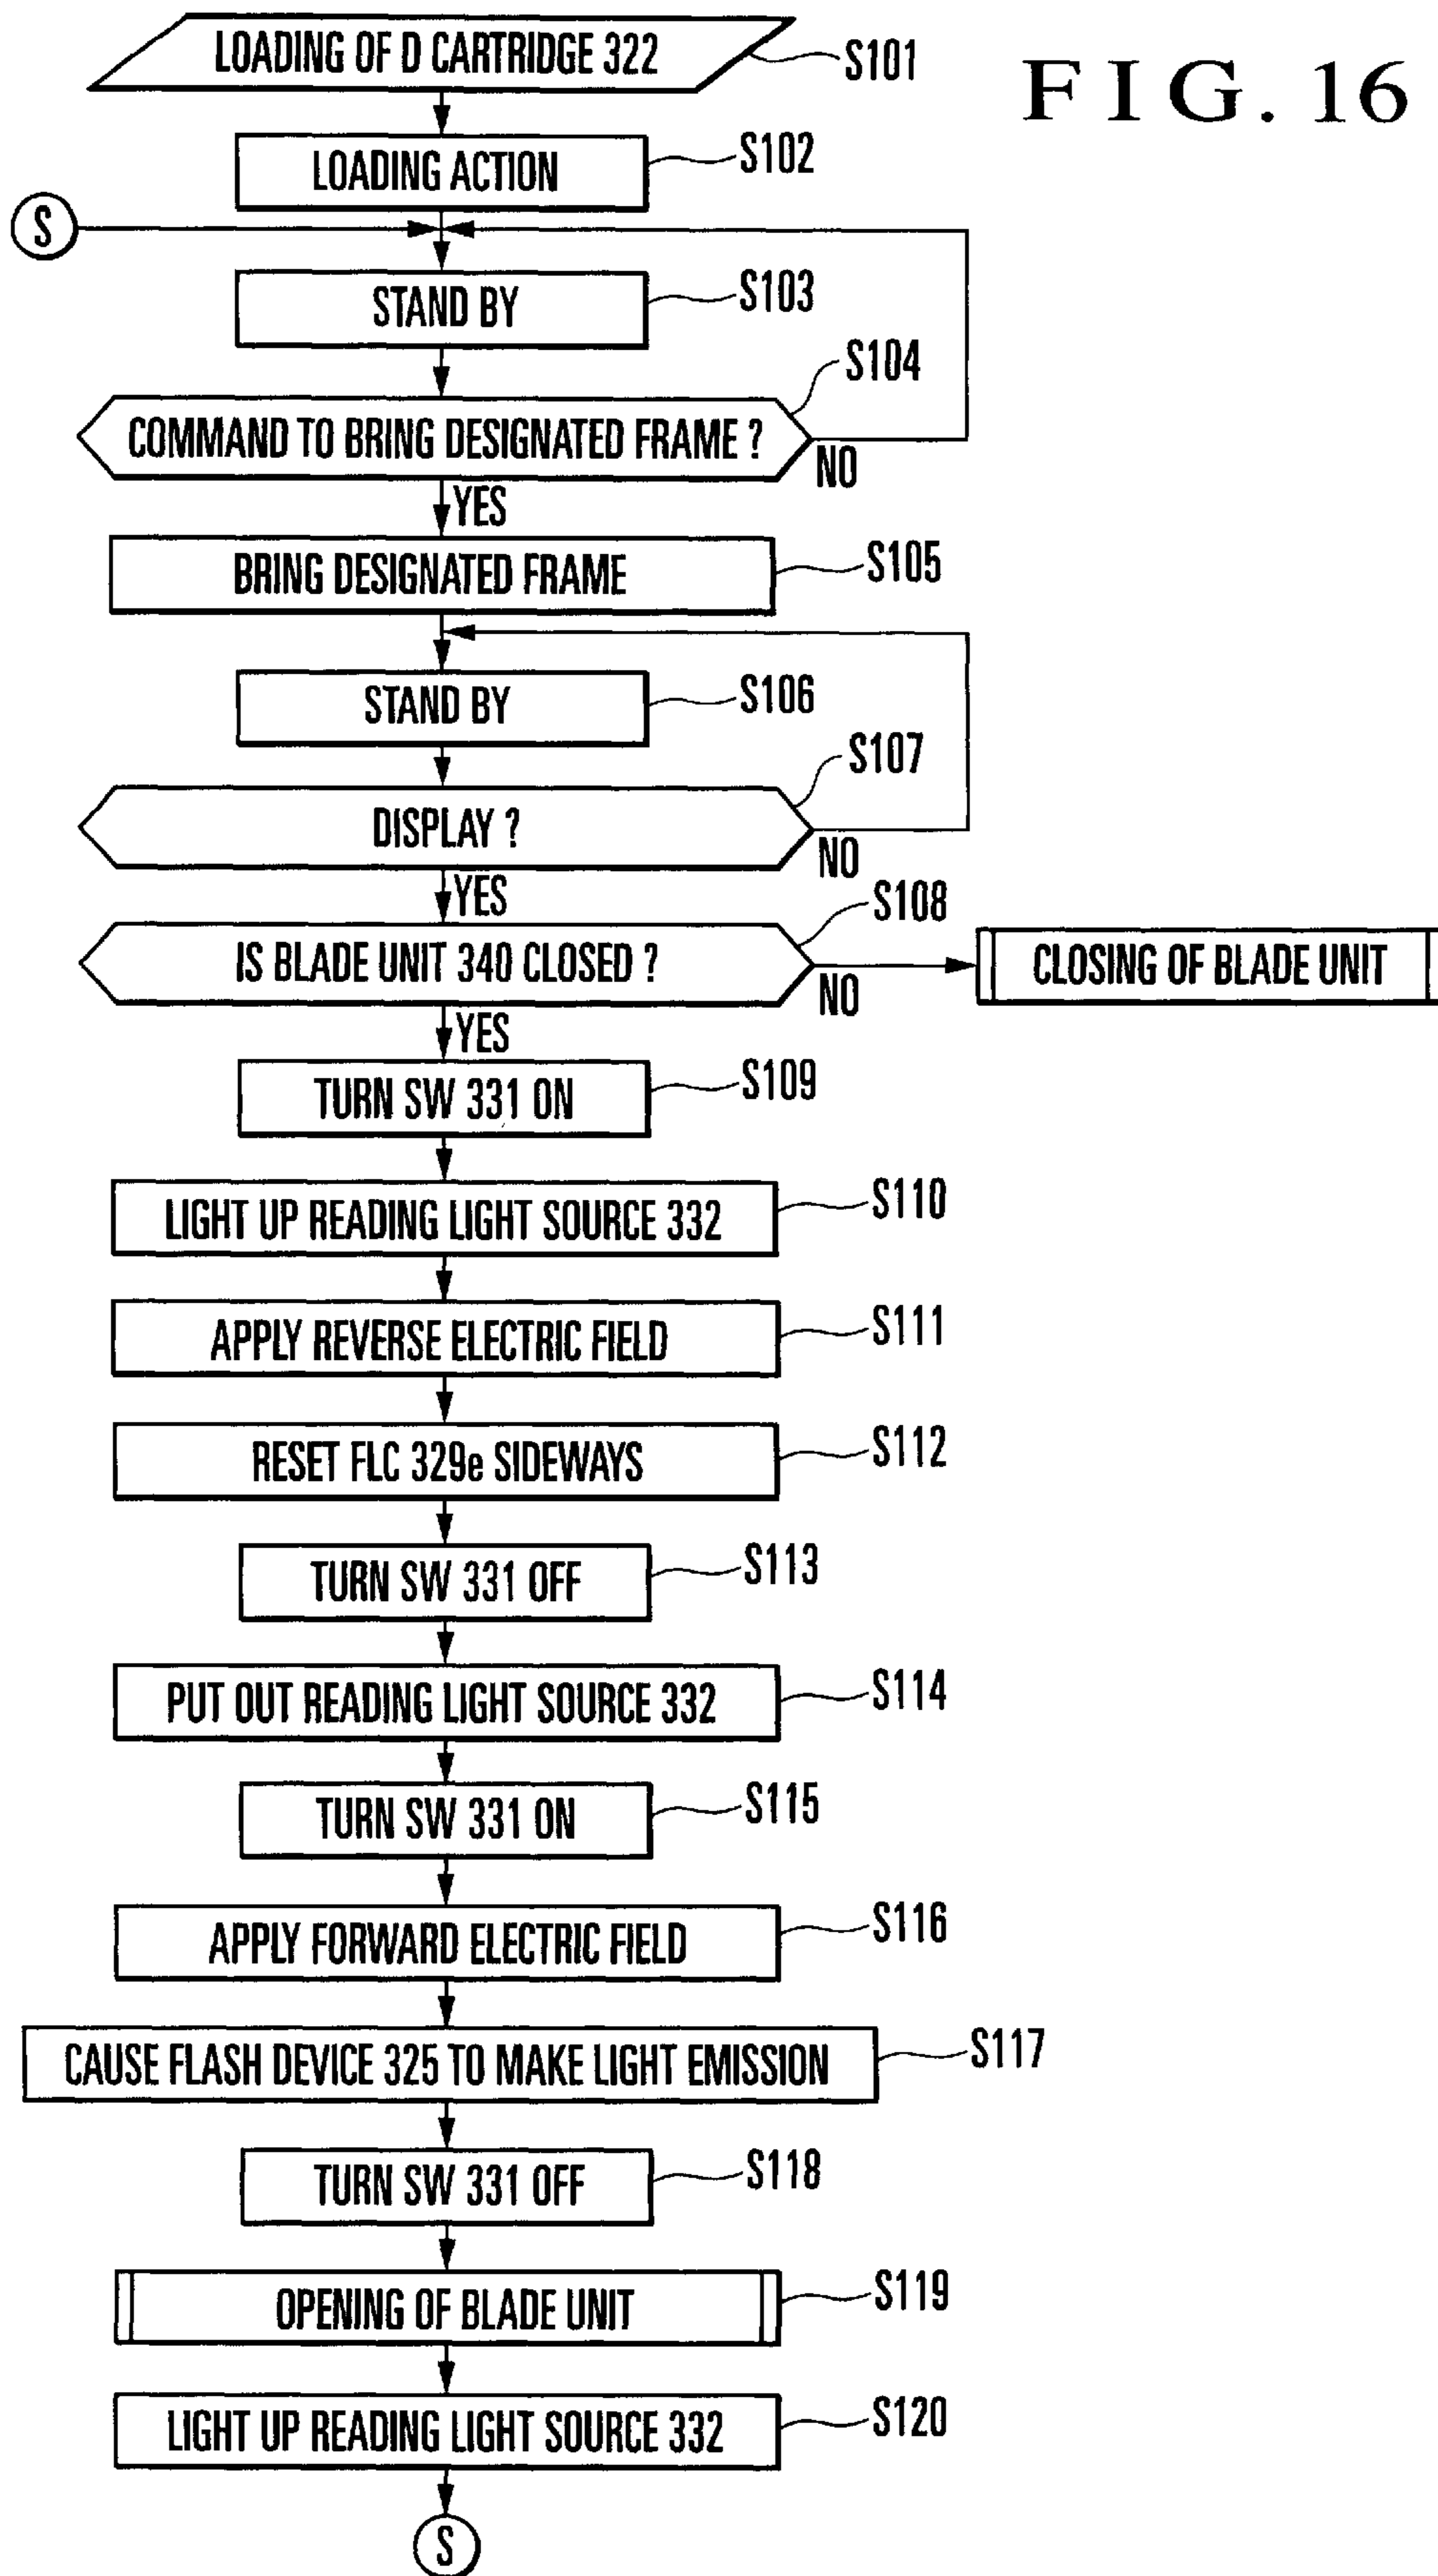 LOADING OF D CARTRIDGE 322
S101
FIG. 16
LOADING ACTION
S102
S
STAND BY
S103
COMMAND TO BRING DESIGNATED FRAME ?
S104
NO
YES
BRING DESIGNATED FRAME
S105
STAND BY
S106
DISPLAY ?
S107
NO
YES
IS BLADE UNIT 340 CLOSED ?
S108
NO
CLOSING OF BLADE UNIT
YES
TURN SW 331 ON
S109
LIGHT UP READING LIGHT SOURCE 332
S110
APPLY REVERSE ELECTRIC FIELD
S111
RESET FLC 329e SIDEWAYS
S112
TURN SW 331 OFF
S113
PUT OUT READING LIGHT SOURCE 332
S114
TURN SW 331 ON
S115
APPLY FORWARD ELECTRIC FIELD
S116
CAUSE FLASH DEVICE 325 TO MAKE LIGHT EMISSION
S117
TURN SW 331 OFF
S118
OPENING OF BLADE UNIT
S119
LIGHT UP READING LIGHT SOURCE 332
S120
S